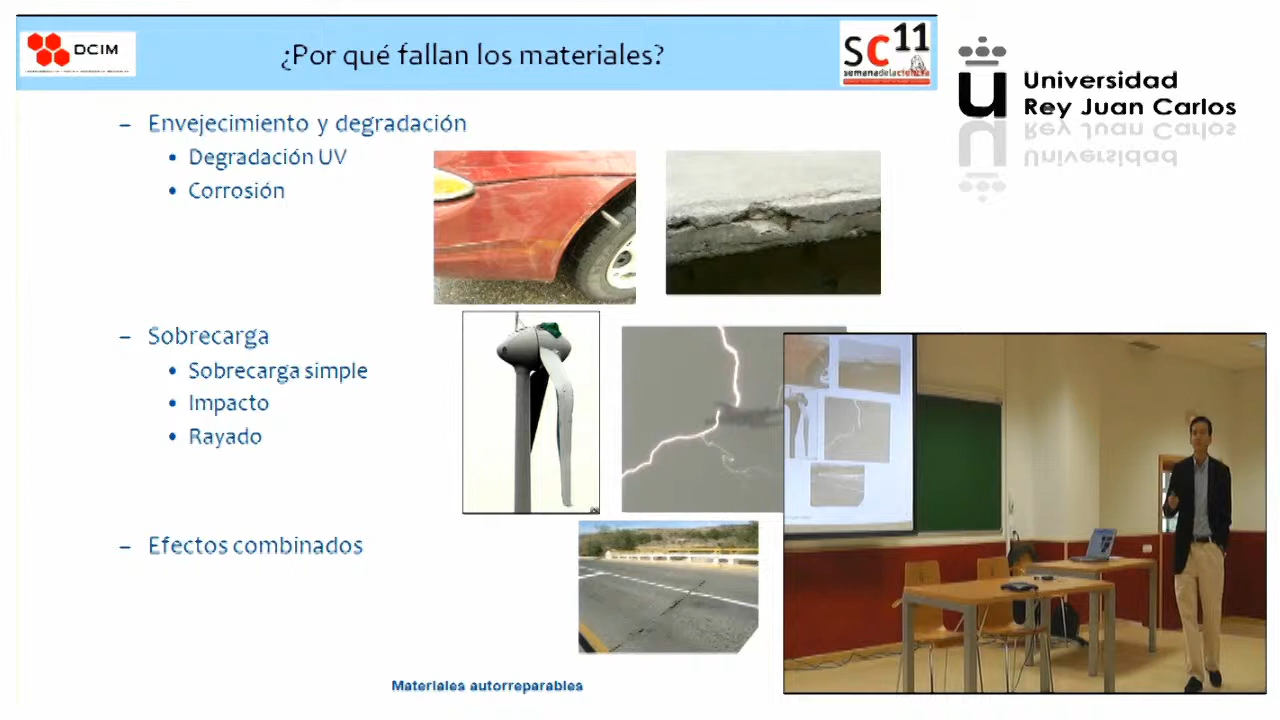 DCIM
¿Por qué fallan los materiales?
SC11
semanadelaciencia
Universidad
Rey Juan Carlos
– Envejecimiento y degradación
• Degradación UV
• Corrosión
– Sobrecarga
• Sobrecarga simple
• Impacto
• Rayado
– Efectos combinados
Materiales autorreparables